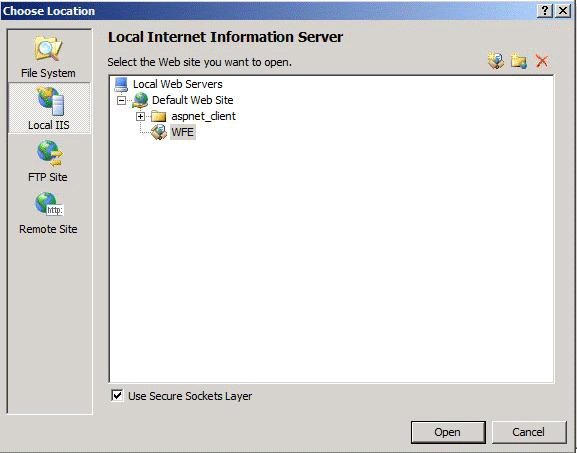 Choose Location
File System
Local IIS
FTP Site
http:
Remote Site
Local Internet Information Server
Select the Web site you want to open.
Local Web Servers
Default Web Site
aspnet_client
WFE
Use Secure Sockets Layer
Open
Cancel